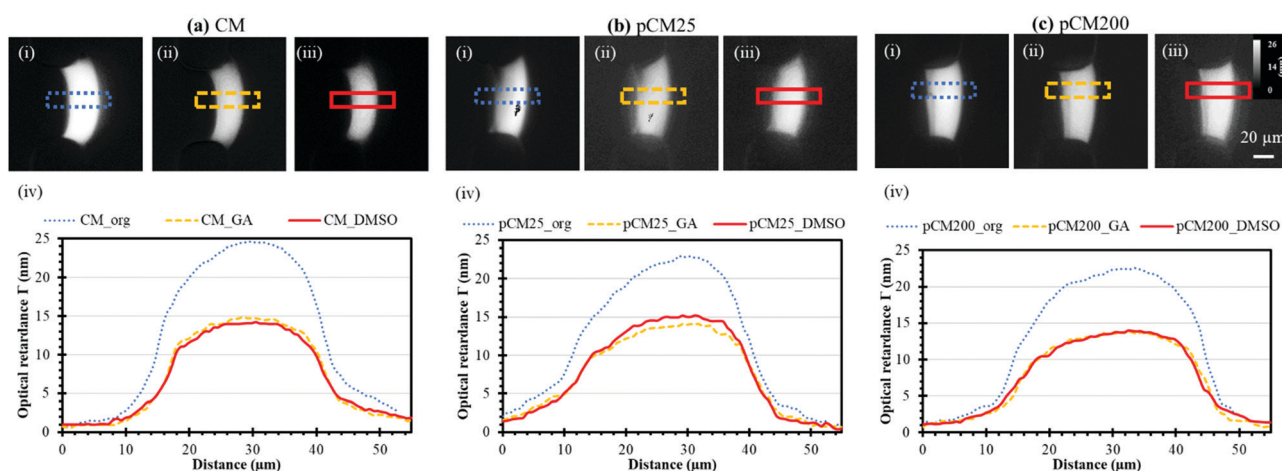 (a) CM
(i)
(ii)
(iii)
(b) pCM25
(i)
(ii)
(iii)
(c) pCM200
(i)
(ii)
(iii)
26
14
0
20 µm
(iv)
CM_org
CM_GA
CM_DMSO
Optical retardance Γ (nm)
25
20
15
10
5
0
0 10 20 30 40 50
Distance (µm)
(iv)
pCM25_org
pCM25_GA
pCM25_DMSO
Optical retardance Γ (nm)
25
20
15
10
5
0
0 10 20 30 40 50
Distance (µm)
(iv)
pCM200_org
pCM200_GA
pCM200_DMSO
Optical retardance Γ (nm)
25
20
15
10
5
0
0 10 20 30 40 50
Distance (µm)